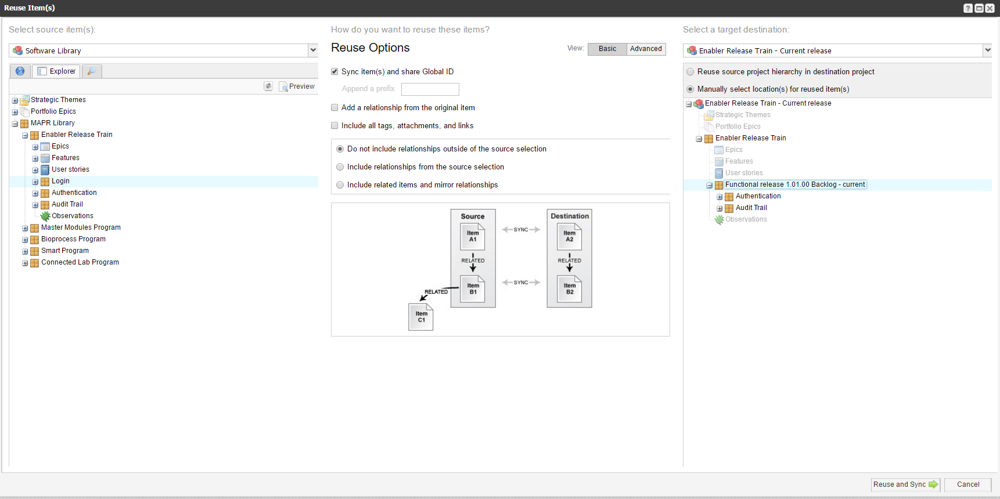 Reuse Item(s)
Select source item(s):
Software Library
Explorer
Preview
Strategic Themes
Portfolio Epics
MAPR Library
Enabler Release Train
Epics
Features
User stories
Login
Authentication
Audit Trail
Observations
Master Modules Program
Bioprocess Program
Smart Program
Connected Lab Program
How do you want to reuse these items?
Reuse Options
View: Basic Advanced
Sync item(s) and share Global ID
Append a prefix
Add a relationship from the original item
Include all tags, attachments, and links
Do not include relationships outside of the source selection
Include relationships from the source selection
Include related items and mirror relationships
Source
Destination
Item
A1
SYNC
Item
A2
RELATED
RELATED
Item
B1
SYNC
Item
B2
RELATED
Item
C1
Select a target destination:
Enabler Release Train - Current release
Reuse source project hierarchy in destination project
Manually select location(s) for reused item(s)
Enabler Release Train - Current release
Strategic Themes
Portfolio Epics
Enabler Release Train
Epics
Features
User stories
Functional release 1.01.00 Backlog - current
Authentication
Audit Trail
Observations
Reuse and Sync
Cancel